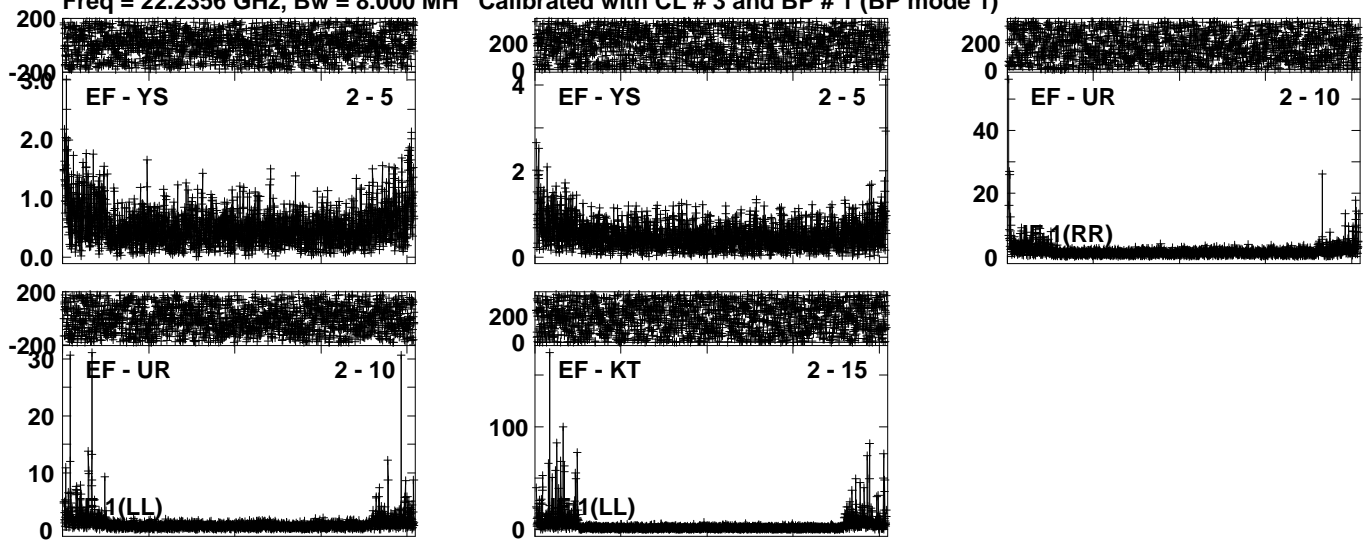 Freq = 22.2356 GHz, Bw = 8.000 MH Calibrated with CL # 3 and BP # 1 (BP mode 1)
200
-200
3.0
2.0
1.0
0.0
EF - YS 2 - 5
200
0
4
2
0
EF - YS 2 - 5
200
0
40
20
0
EF - UR 2 - 10
IF 1(RR)
200
-200
30
20
10
0
EF - UR 2 - 10
IF 1(LL)
200
0
100
0
EF - KT 2 - 15
IF 1(LL)